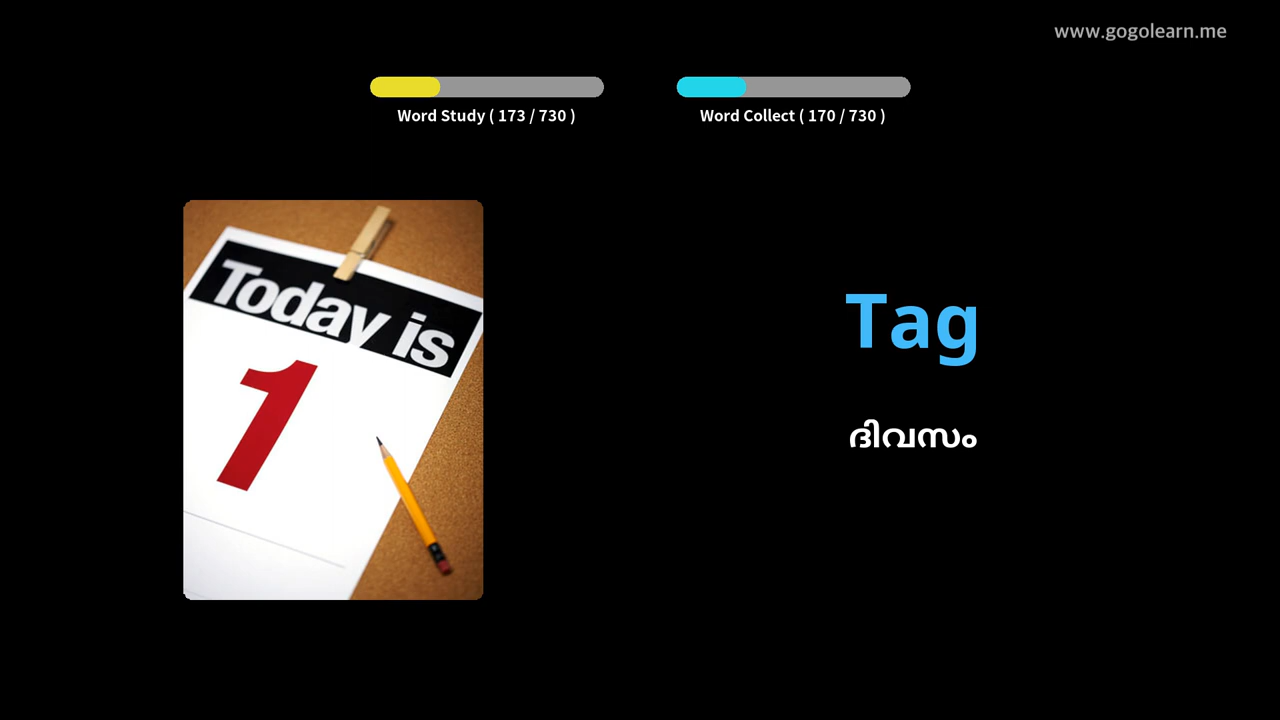 www.gogolearn.me
Word Study ( 173 / 730 )
Word Collect ( 170 / 730 )
Today is
1
Tag
ദിവസം